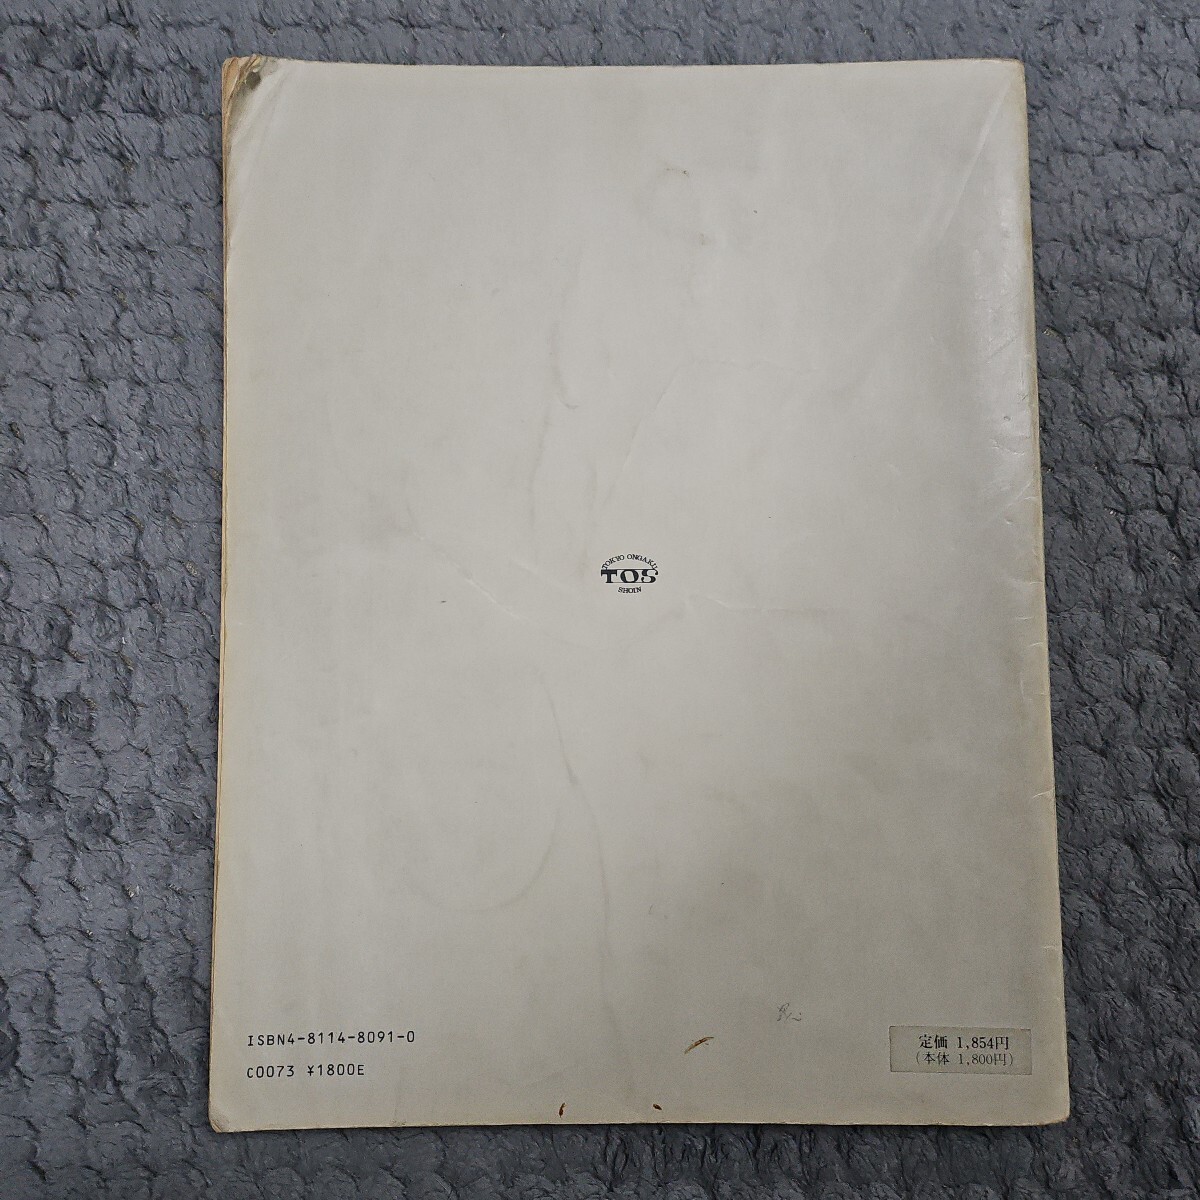 TOKYO ONGAKU
TOS
SHOIN
ISBN4-8114-8091-0
C0073 ¥1800E
定価 1,854円
(本体 1,800円)